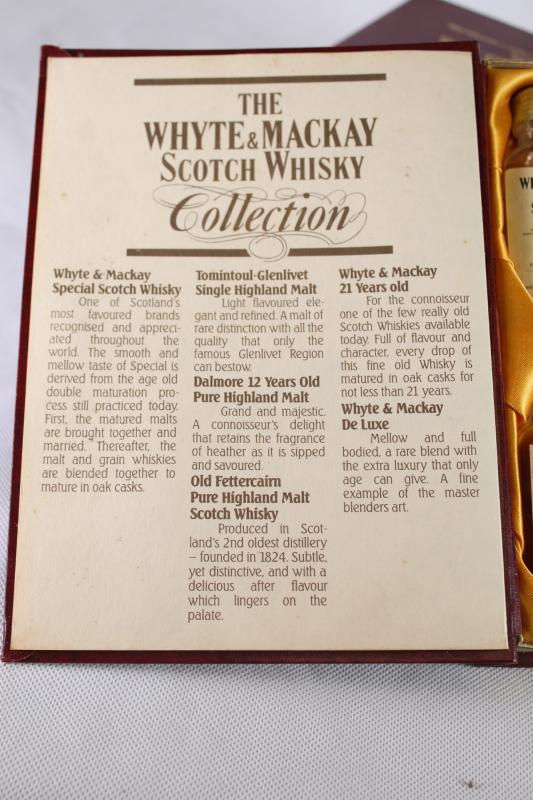 THE
WHYTE & MACKAY
SCOTCH WHISKY
Collection
Whyte & Mackay
Special Scotch Whisky
One of Scotland's
most favoured brands
recognised and appreci-
ated throughout the
world. The smooth and
mellow taste of Special is
derived from the age old
double maturation pro-
cess still practiced today.
First, the matured malts
are brought together and
married. Thereafter, the
malt and grain whiskies
are blended together to
mature in oak casks.
Tomintoul-Glenlivet
Single Highland Malt
Light flavoured ele-
gant and refined. A malt of
rare distinction with all the
quality that only the
famous Glenlivet Region
can bestow.
Dalmore 12 Years Old
Pure Highland Malt
Grand and majestic.
A connoisseur's delight
that retains the fragrance
of heather as it is sipped
and savoured.
Old Fettercairn
Pure Highland Malt
Scotch Whisky
Produced in Scot-
land's 2nd oldest distillery
– founded in 1824. Subtle,
yet distinctive, and with a
delicious after flavour
which lingers on the
palate.
Whyte & Mackay
21 Years old
For the connoisseur
one of the few really old
Scotch Whiskies available
today. Full of flavour and
character, every drop of
this fine old Whisky is
matured in oak casks for
not less than 21 years.
Whyte & Mackay
De Luxe
Mellow and full
bodied, a rare blend with
the extra luxury that only
age can give. A fine
example of the master
blenders art.